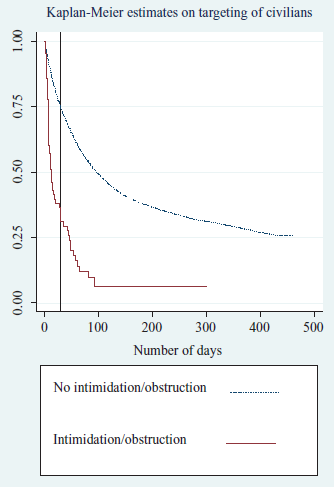 Kaplan-Meier estimates on targeting of civilians
1.00
0.75
0.50
0.25
0.00
0 100 200 300 400 500
Number of days
No intimidation/obstruction
Intimidation/obstruction